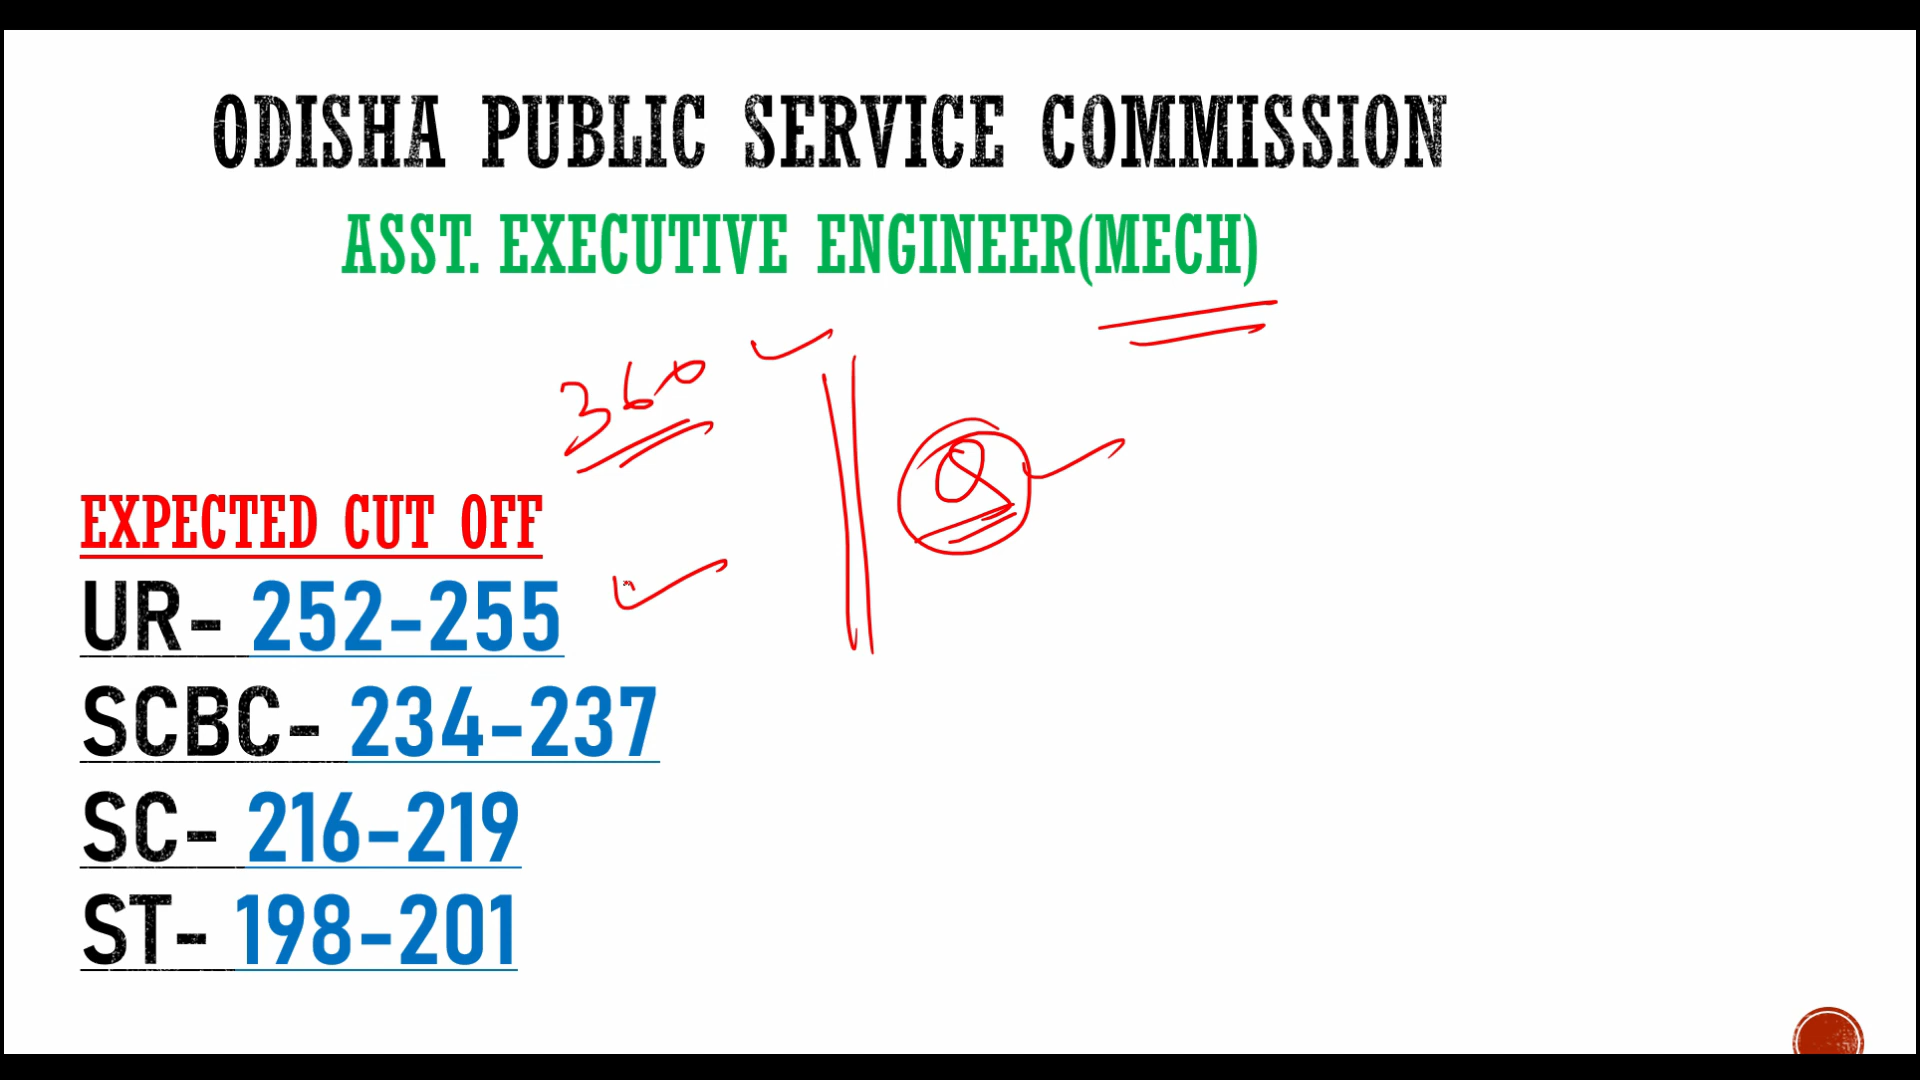 ODISHA PUBLIC SERVICE COMMISSION
ASST. EXECUTIVE ENGINEER(MECH)
360
EXPECTED CUT OFF
UR- 252-255
SCBC- 234-237
SC- 216-219
ST- 198-201